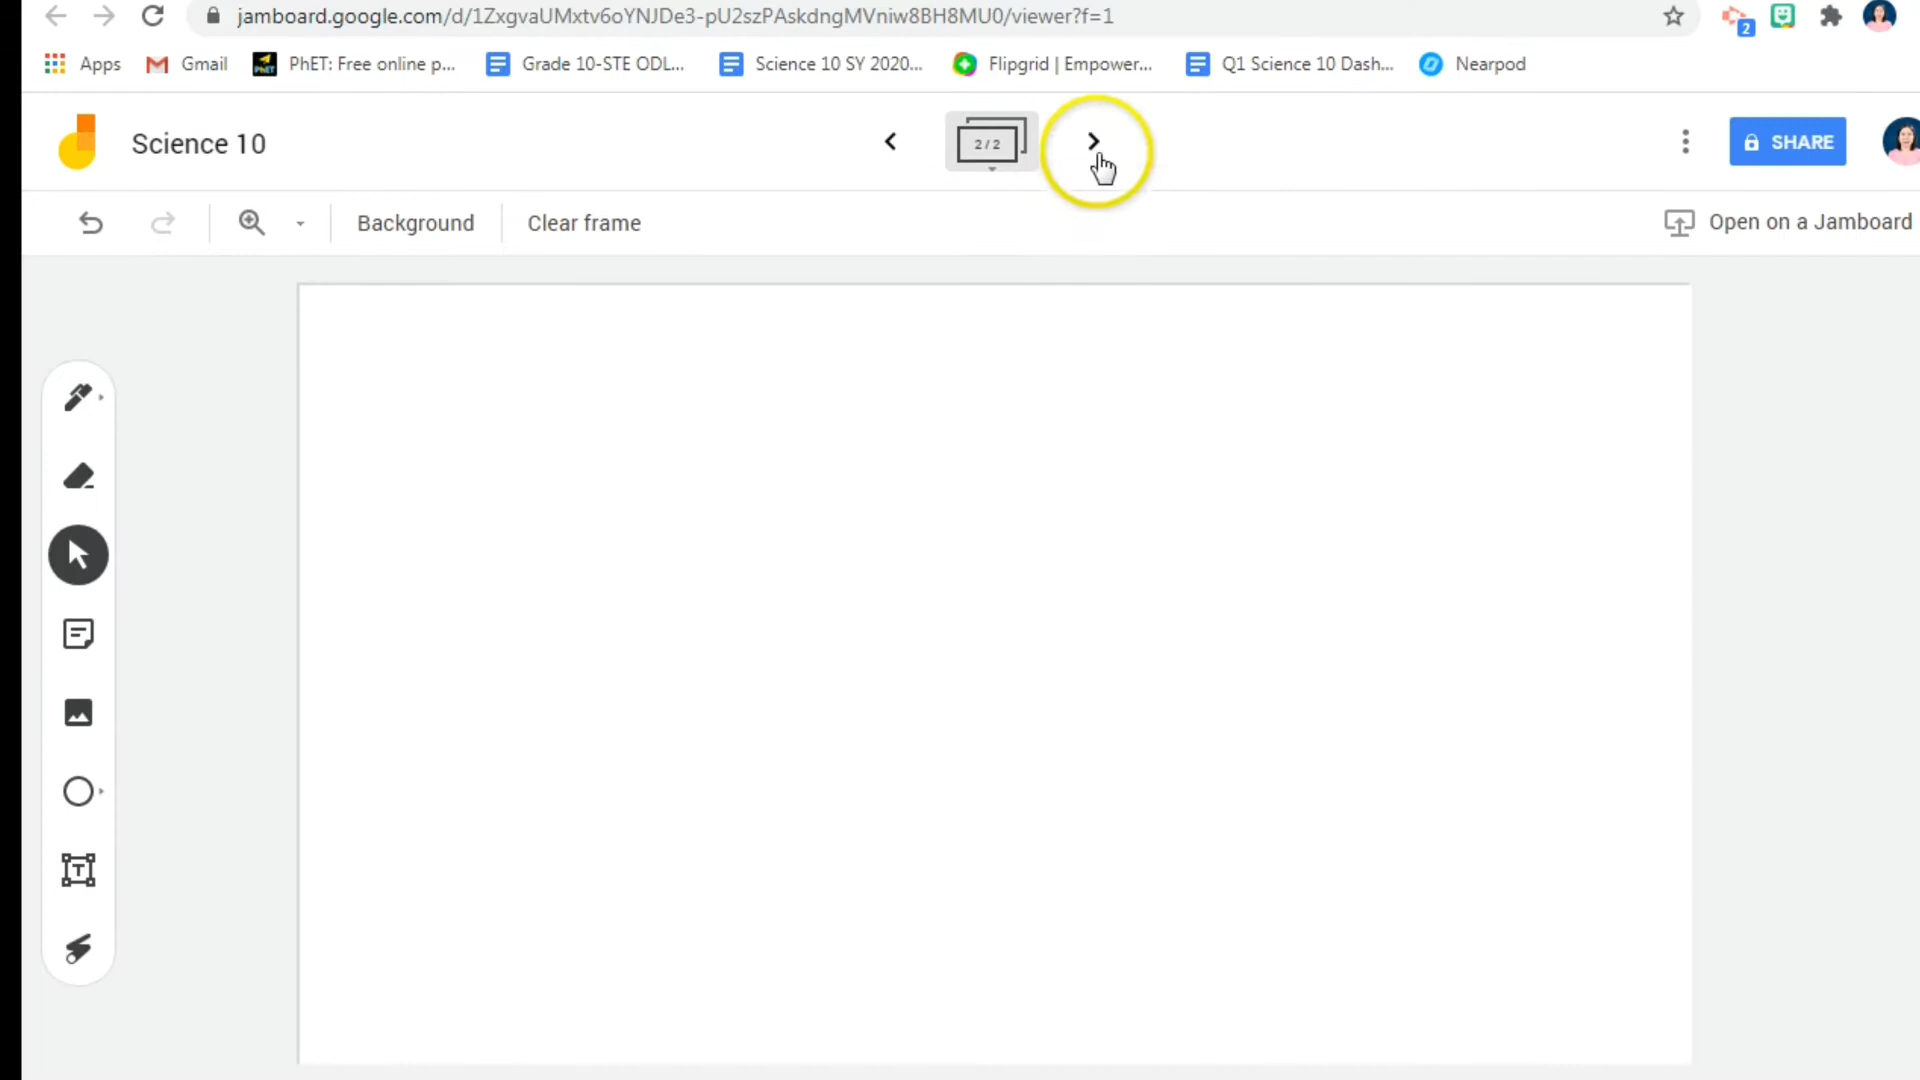 jamboard.google.com/d/1ZxgvaUMxtv6oYNJDe3-pU2szPAskdngMVniw8BH8MU0/viewer?f=1
2
Apps Gmail PhET: Free online p... Grade 10-STE ODL... Science 10 SY 2020... Flipgrid | Empower... Q1 Science 10 Dash... Nearpod
Science 10 2 / 2 SHARE
Background Clear frame Open on a Jamboard